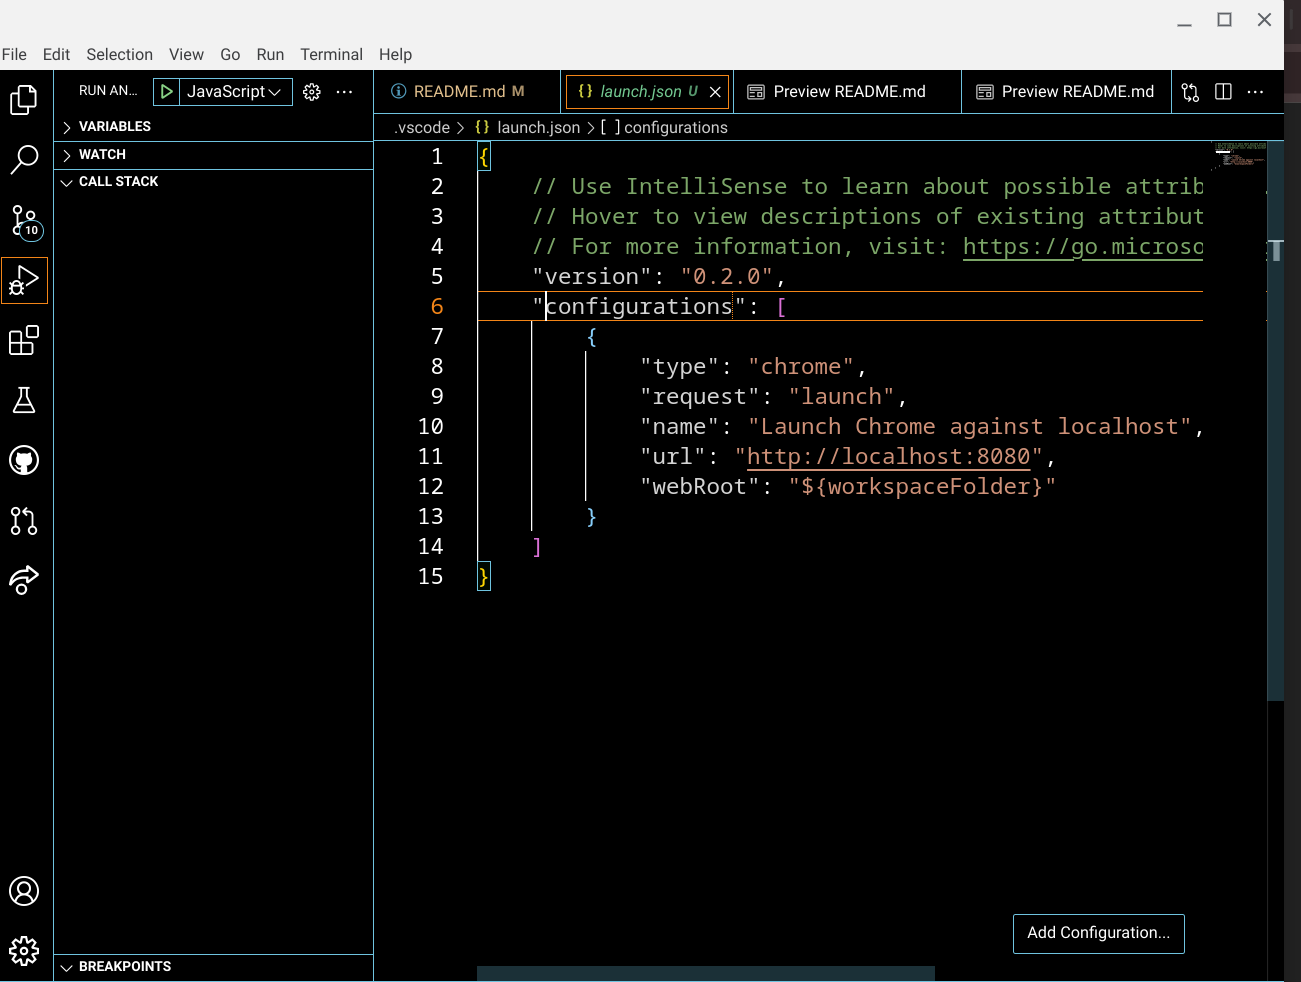 File Edit Selection View Go Run Terminal Help
RUN AN... JavaScript
README.md M
launch.json U
Preview README.md
Preview README.md
VARIABLES
WATCH
CALL STACK
10
BREAKPOINTS
.vscode > {} launch.json > [ ] configurations
1 {
2 // Use IntelliSense to learn about possible attrib
3 // Hover to view descriptions of existing attribut
4 // For more information, visit: https://go.microso
5 "version": "0.2.0",
6 "configurations": [
7 {
8 "type": "chrome",
9 "request": "launch",
10 "name": "Launch Chrome against localhost",
11 "url": "http://localhost:8080",
12 "webRoot": "${workspaceFolder}"
13 }
14 ]
15 }
Add Configuration...